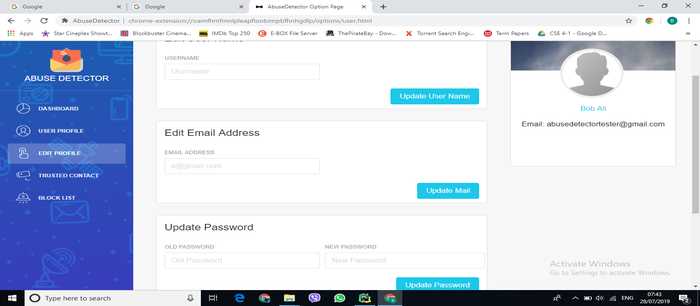 Google
Google
AbuseDetector Option Page
AbuseDetector | chrome-extension://oamfhmfmnlpleapfloobimpbfhnhgdlp/options/user.html
Apps
Star Cineplex Showt...
Blockbuster Cinema...
IMDb Top 250
E-BOX File Server
ThePirateBay - Dow...
Torrent Search Engi...
Term Papers
CSE 4-1 - Google D...
ABUSE DETECTOR
DASHBOARD
USER PROFILE
EDIT PROFILE
TRUSTED CONTACT
BLOCK LIST
USERNAME
Username
Update User Name
Edit Email Address
EMAIL ADDRESS
a@gmail.com
Update Mail
Update Password
OLD PASSWORD
NEW PASSWORD
Old Password
New Password
Update Password
Bob Ali
Email: abusedetectortester@gmail.com
Activate Windows
Go to Settings to activate Windows.
Type here to search
ENG
07:43
28/07/2019